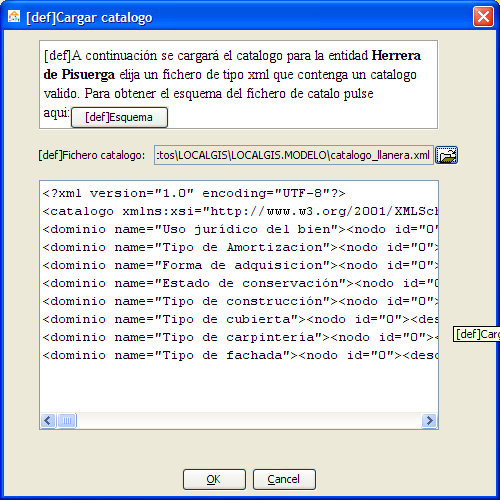 [def]Cargar catalogo
[def]A continuación se cargará el catalogo para la entidad Herrera
de Pisuerga elija un fichero de tipo xml que contenga un catalogo
valido. Para obtener el esquema del fichero de catalo pulse
aqui: [def]Esquema
[def]Fichero catalogo: :tos\LOCALGIS\LOCALGIS.MODELO\catalogo_llanera.xml
<?xml version="1.0" encoding="UTF-8"?>
<catalogo xmlns:xsi="http://www.w3.org/2001/XMLSch
<dominio name="Uso jurídico del bien"><nodo id="0"
<dominio name="Tipo de Amortizacion"><nodo id="0">
<dominio name="Forma de adquisicion"><nodo id="0">
<dominio name="Estado de conservación"><nodo id="0
<dominio name="Tipo de construcción"><nodo id="0">
<dominio name="Tipo de cubierta"><nodo id="0"><des
[def]Carg
<dominio name="Tipo de carpintería"><nodo id="0"><
<dominio name="Tipo de fachada"><nodo id="0"><desc
OK Cancel